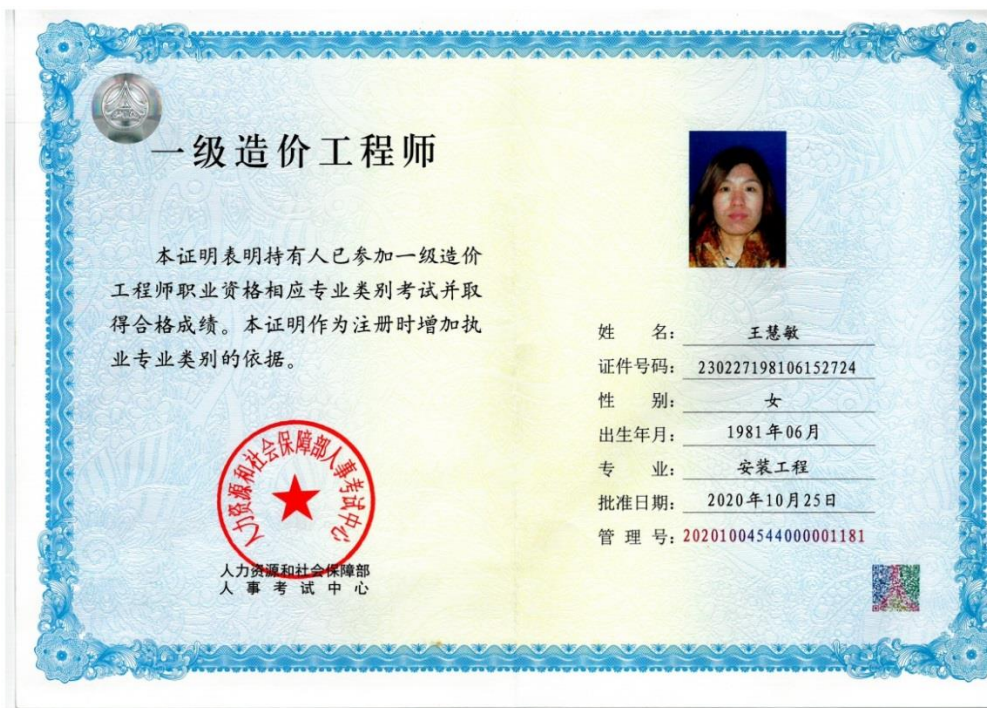 一级造价工程师
本证明表明持有人已参加一级造价
工程师职业资格相应专业类别考试并取
得合格成绩。本证明作为注册时增加执
业专业类别的依据。
人力资源和社会保障部人事考试中心
人力资源和社会保障部
人事考试中心
姓名：王慧敏
证件号码：230227198106152724
性别：女
出生年月：1981年06月
专业：安装工程
批准日期：2020年10月25日
管理号：20201004544000001181